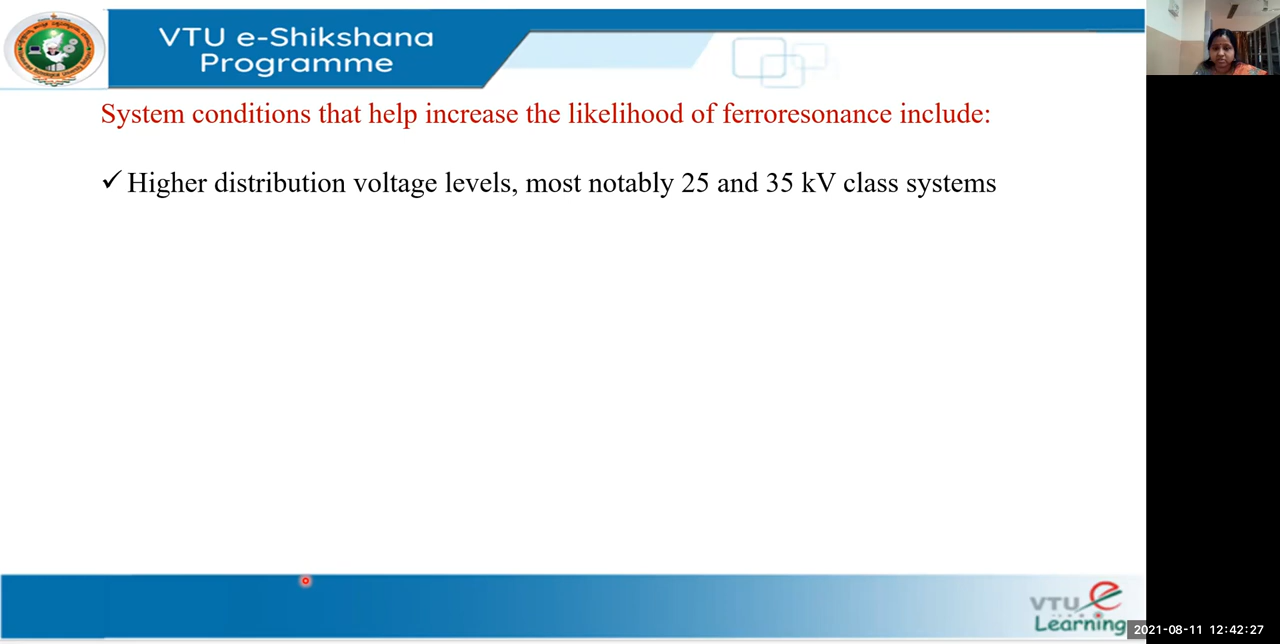 VTU e-Shikshana
Programme
System conditions that help increase the likelihood of ferroresonance include:
✓ Higher distribution voltage levels, most notably 25 and 35 kV class systems
VTU e
Learning
2021-08-11 12:42:27